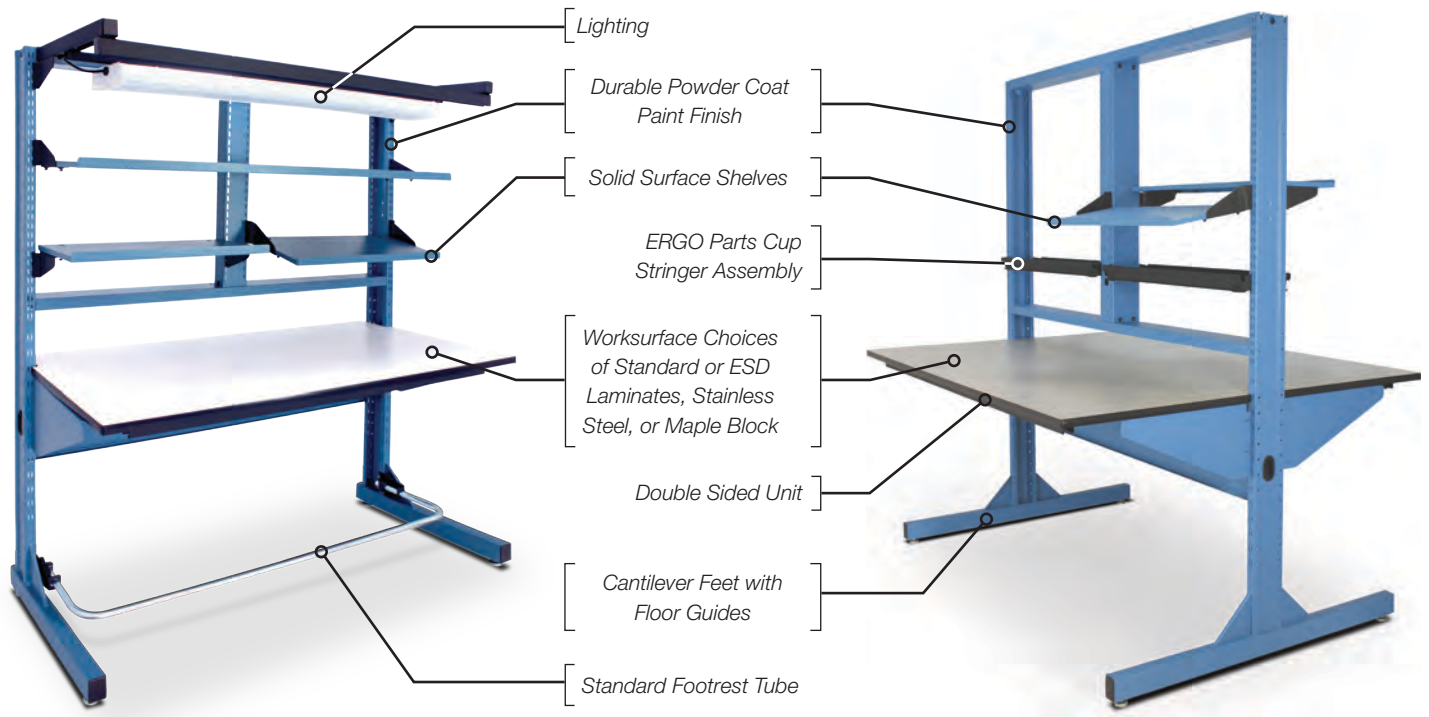 Lighting
Durable Powder Coat
Paint Finish
Solid Surface Shelves
ERGO Parts Cup
Stringer Assembly
Worksurface Choices
of Standard or ESD
Laminates, Stainless
Steel, or Maple Block
Double Sided Unit
Cantilever Feet with
Floor Guides
Standard Footrest Tube